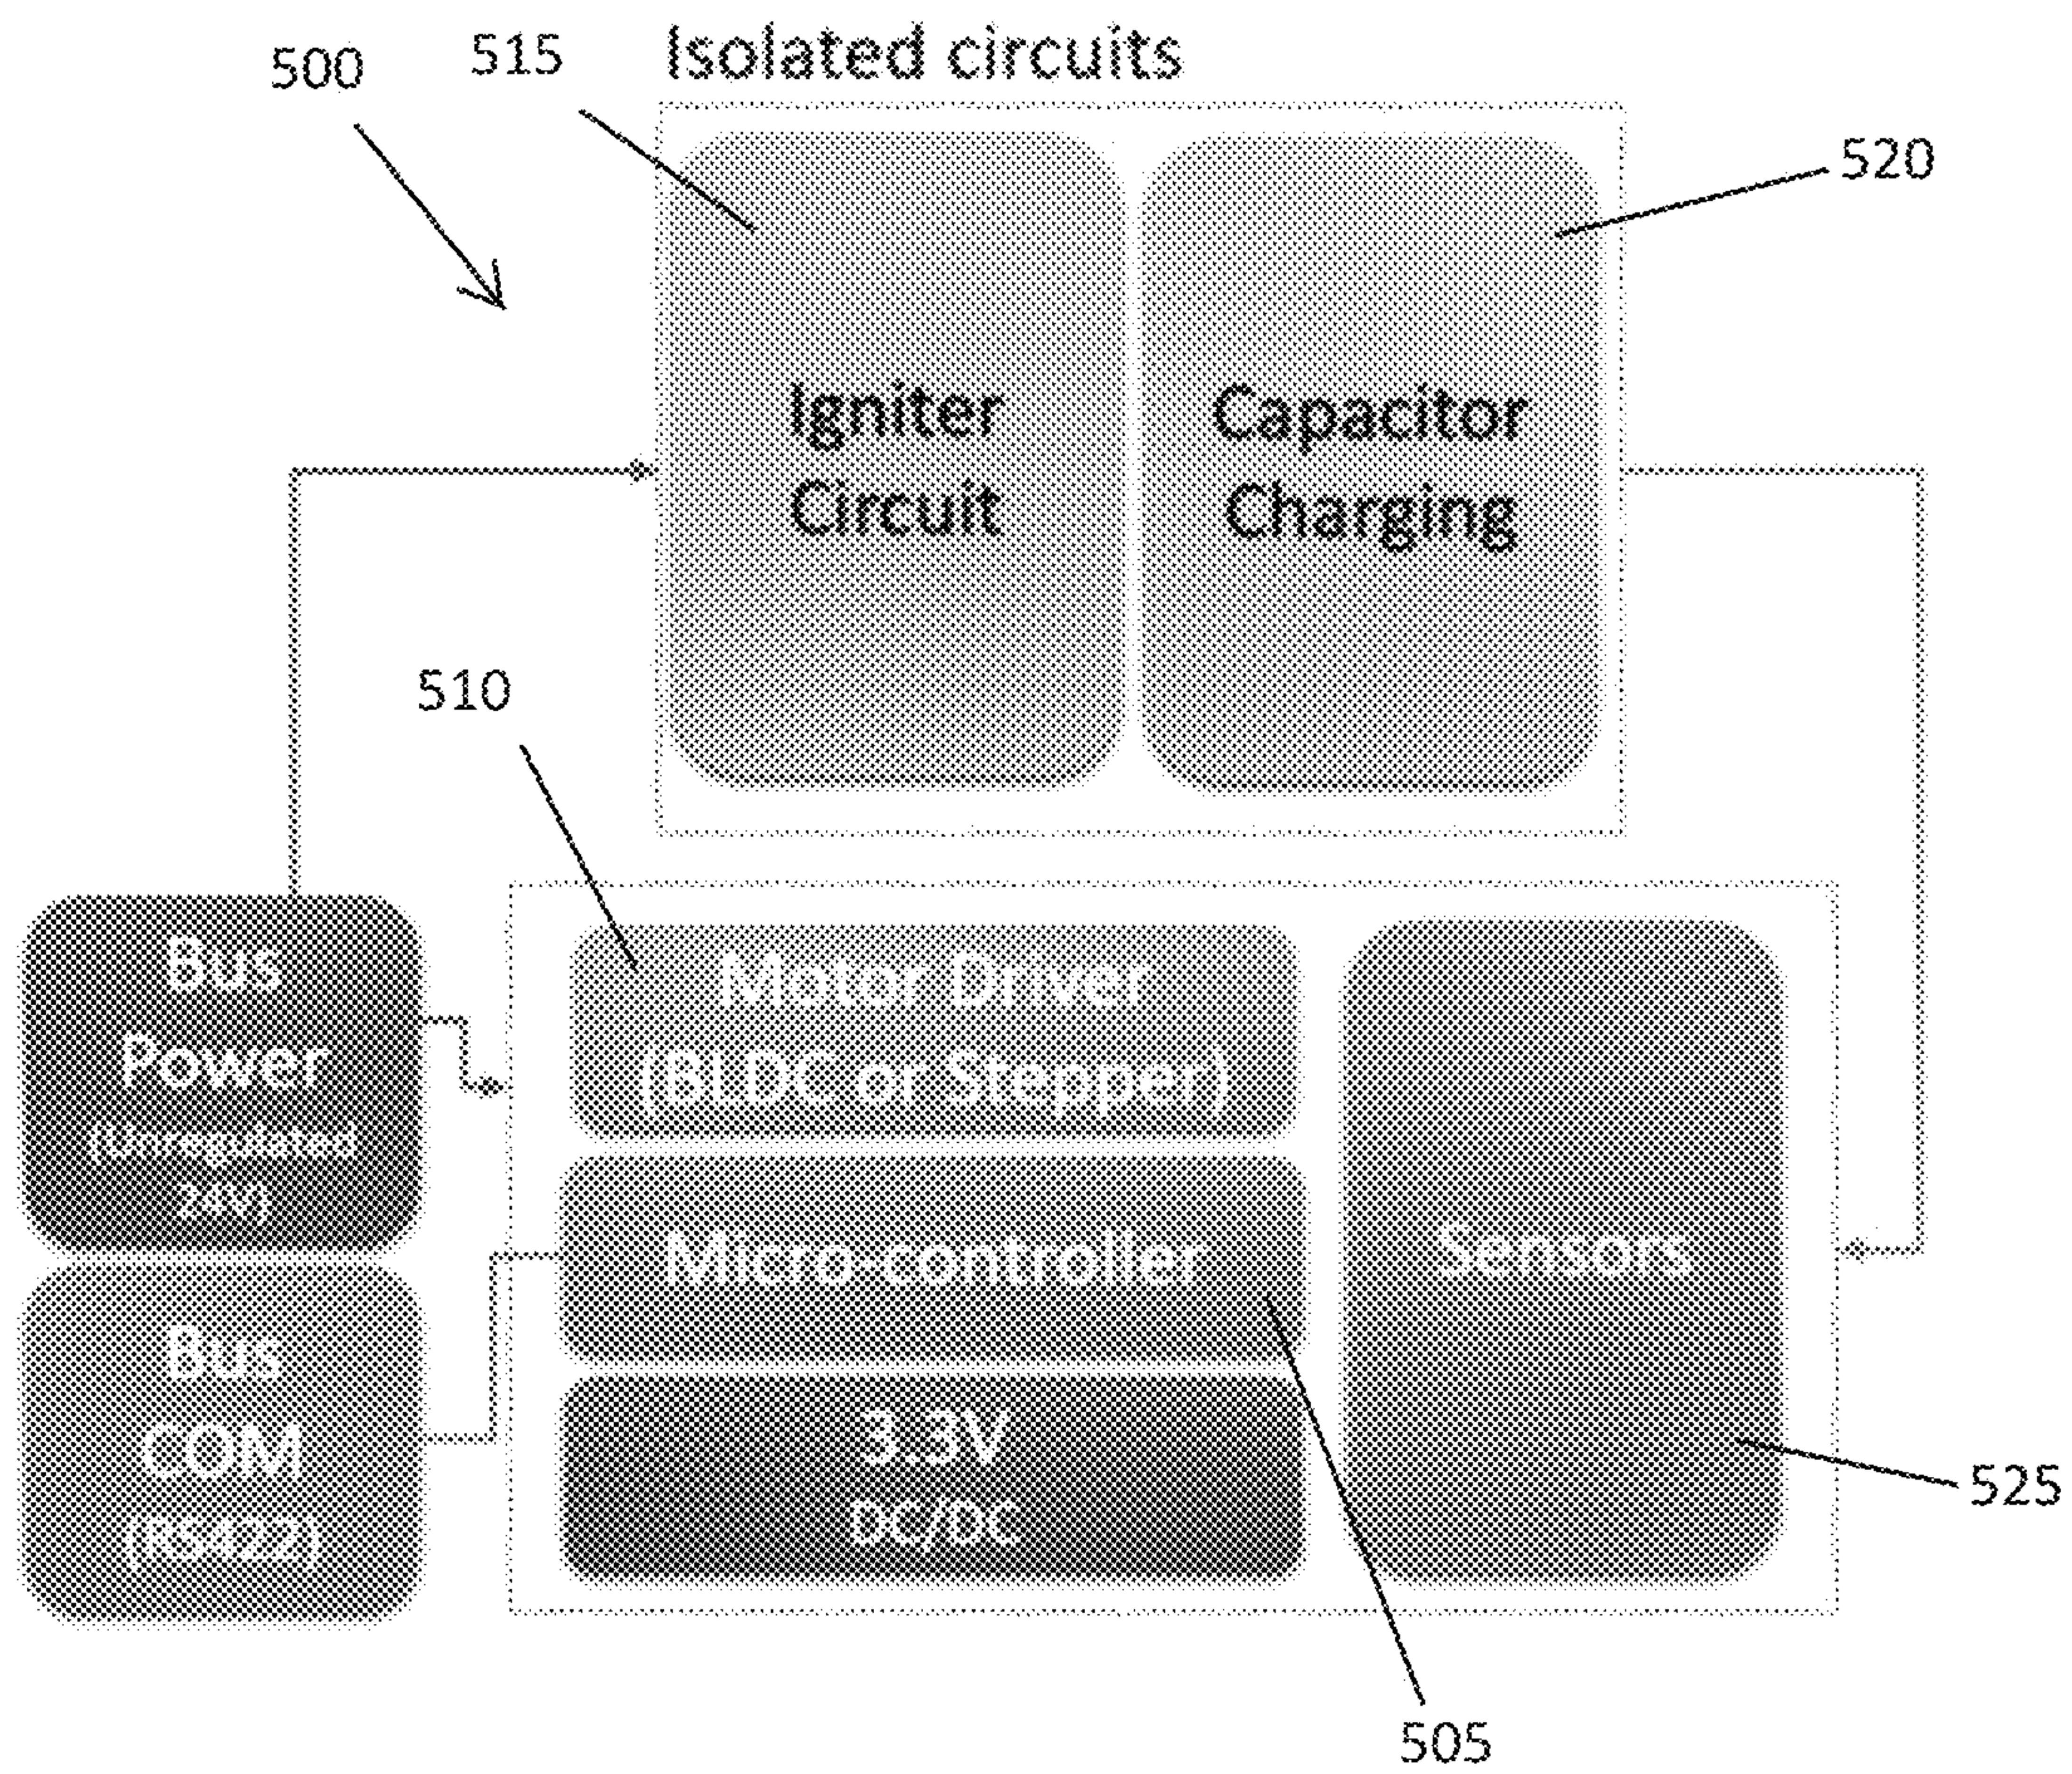 500
515
Isolated circuits
520
Igniter
Circuit
Capacitor
Charging
510
Bus
Power
(Unregulated
24V)
Motor Driver
(BLDC or Stepper)
Micro-controller
Sensors
Bus
COM
(RS422)
3.3V
DC/DC
525
505